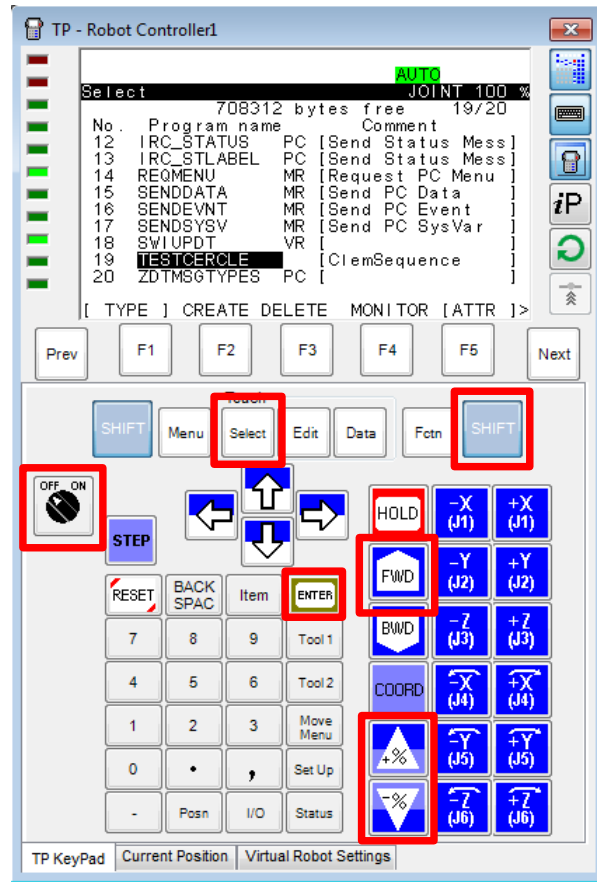 TP - Robot Controller1
AUTO
Select JOINT 100 %
708312 bytes free 19/20
No. Program name Comment
12 IRC_STATUS PC [Send Status Mess]
13 IRC_STLABEL PC [Send Status Mess]
14 REQMENU MR [Request PC Menu ]
15 SENDDATA MR [Send PC Data ]
16 SENDEVNT MR [Send PC Event ]
17 SENDSYSV MR [Send PC SysVar ]
18 SWIUPDT VR [ ]
19 TESTCERCLE [ClemSequence ]
20 ZDTMSGTYPES PC [ ]
[ TYPE ] CREATE DELETE MONITOR [ATTR ]>
iP
Prev F1 F2 F3 F4 F5 Next
SHIFT Menu Select Edit Data Fctn SHIFT
OFF ON
STEP
HOLD -X (J1) +X (J1)
FWD -Y (J2) +Y (J2)
RESET BACK SPAC Item ENTER
BWD -Z (J3) +Z (J3)
7 8 9 Tool 1
COORD -X (J4) +X (J4)
4 5 6 Tool 2
1 2 3 Move Menu
+% -Y (J5) +Y (J5)
0 . , Set Up
-% -Z (J6) +Z (J6)
- Posn I/O Status
TP KeyPad Current Position Virtual Robot Settings